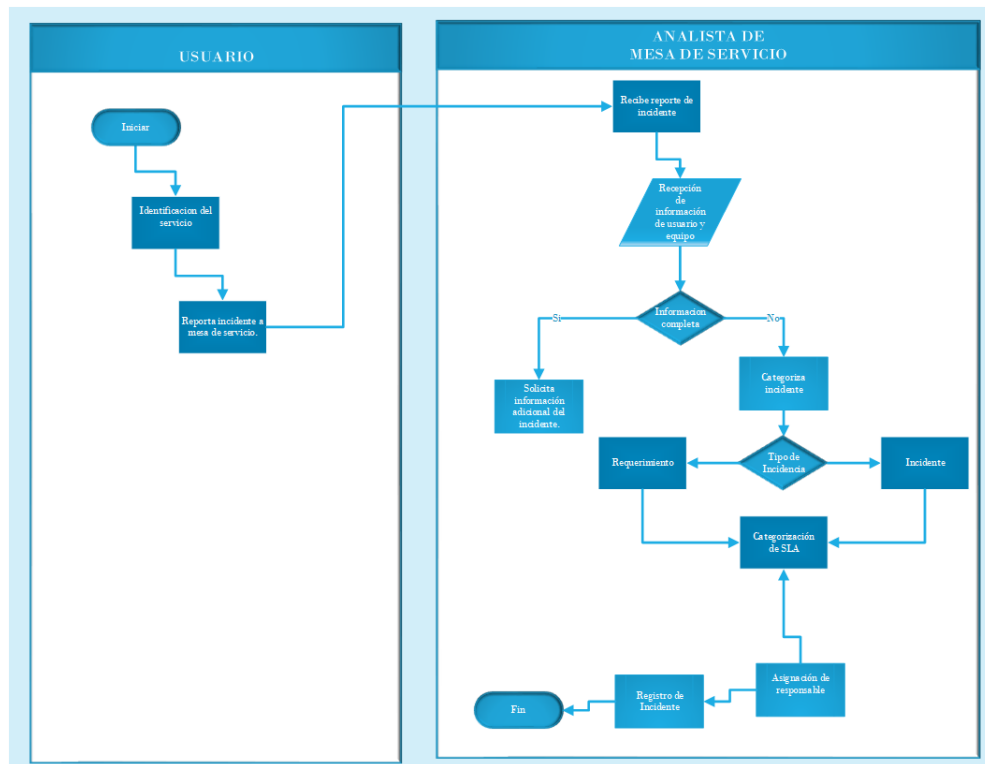 USUARIO
ANALISTA DE
MESA DE SERVICIO
Iniciar
Identificacion del
servicio
Reporta incidente a
mesa de servicio.
Recibe reporte de
incidente
Recepción
de
información
de usuario y
equipo
Informacion
completa
Si
No
Solicita
información
adicional del
incidente.
Categoriza
incidente
Tipo de
Incidencia
Requerimiento
Incidente
Categorización
de SLA
Asignación de
responsable
Registro de
Incidente
Fin